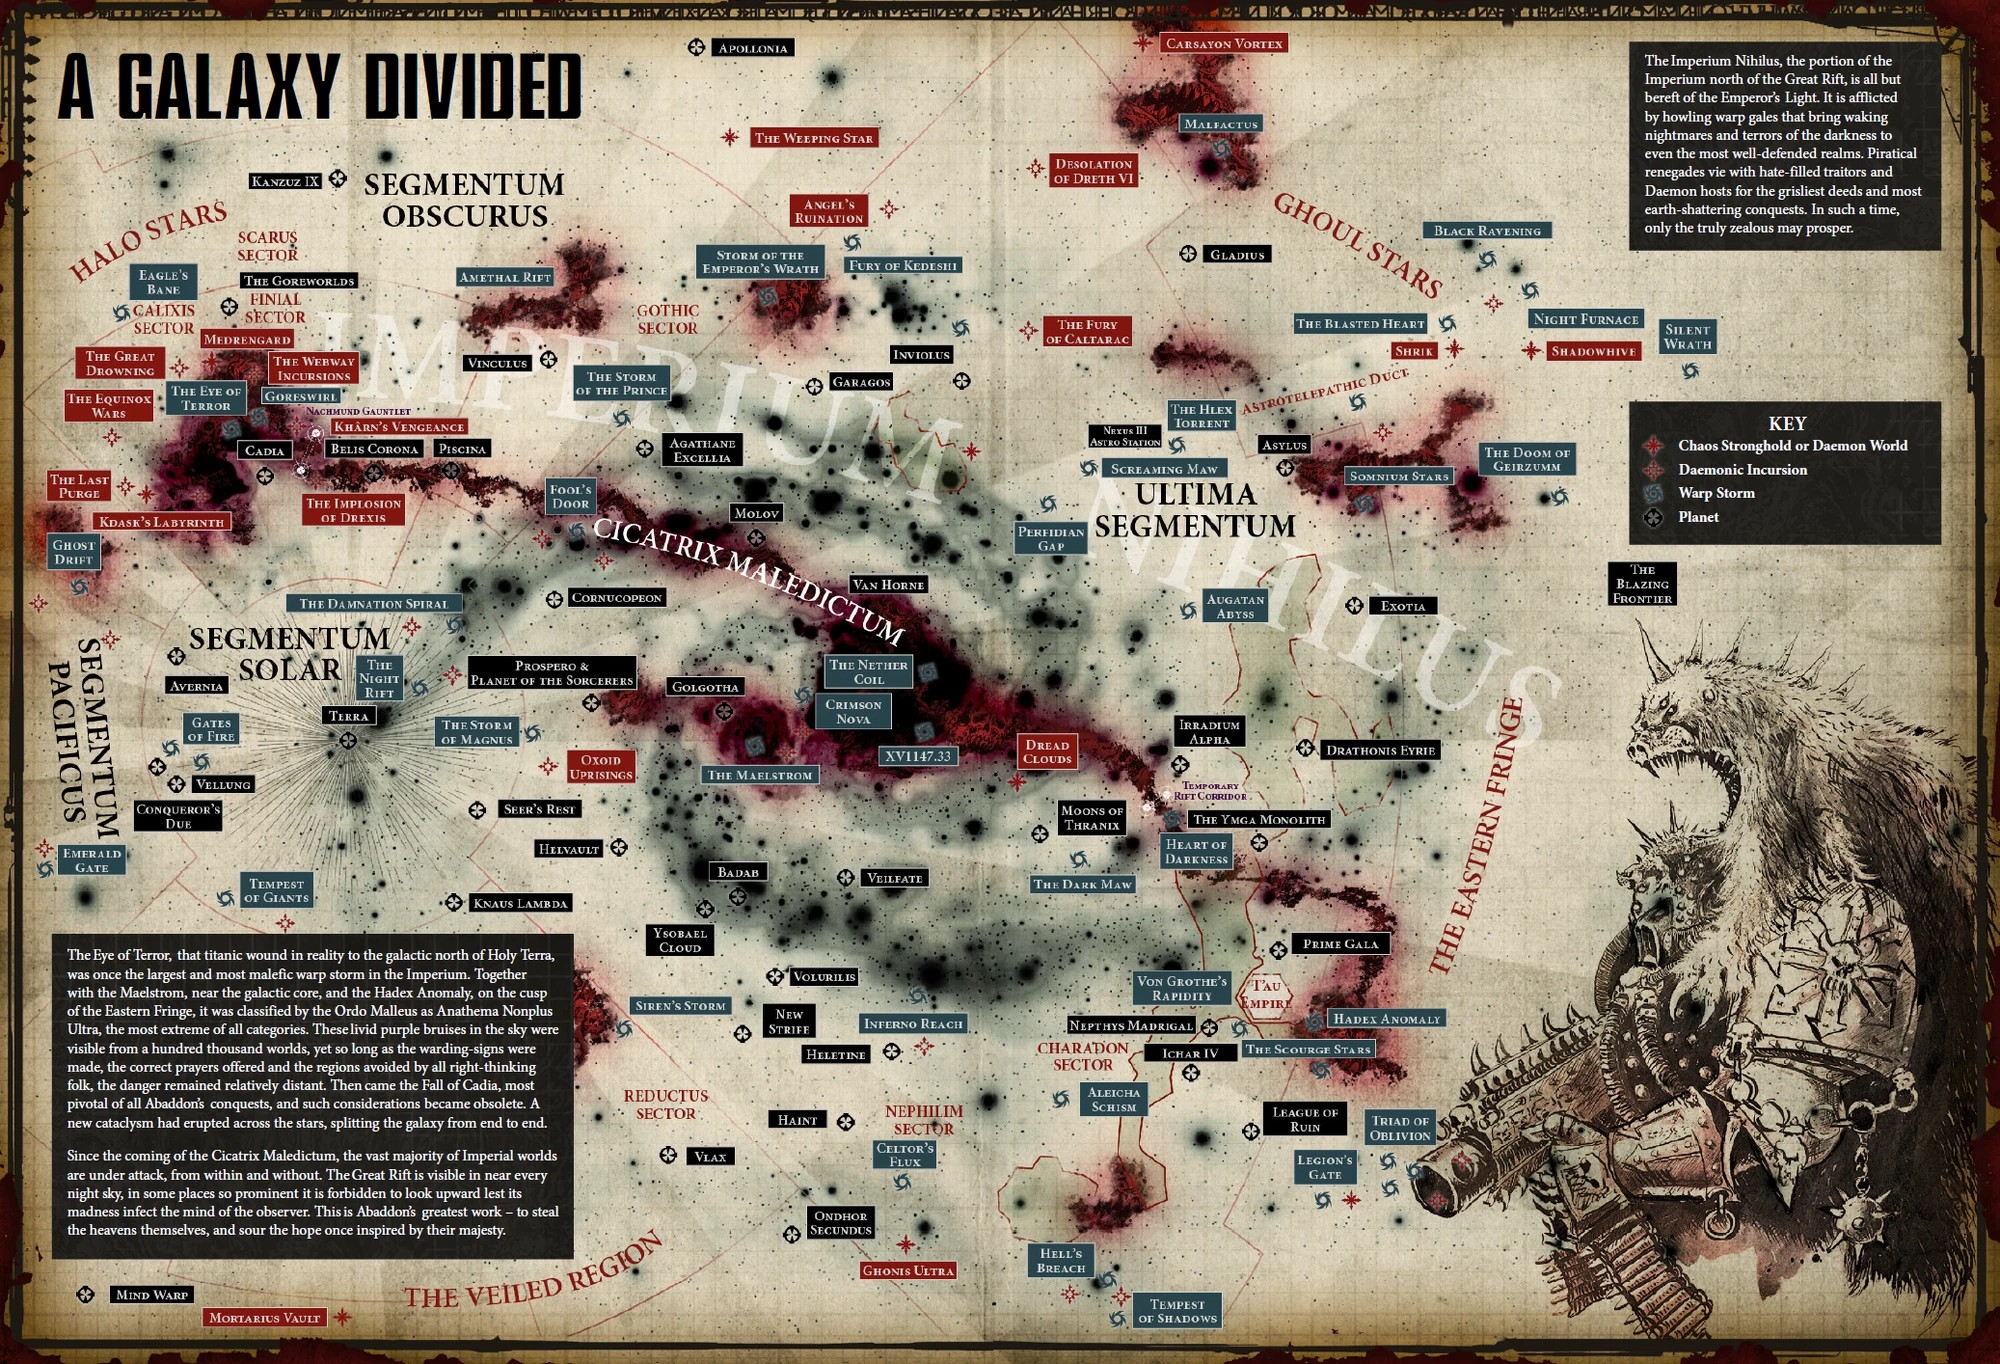 A GALAXY DIVIDED
APOLLONIA
CARSAYON VORTEX
The Imperium Nihilus, the portion of the
Imperium north of the Great Rift, is all but
bereft of the Emperor's Light. It is afflicted
by howling warp gales that bring waking
nightmares and terrors of the darkness to
even the most well-defended realms. Piratical
renegades vie with hate-filled traitors and
Daemon hosts for the grisliest deeds and most
earth-shattering conquests. In such a time,
only the truly zealous may prosper.
THE WEEPING STAR
MALFACTUS
DESOLATION
OF DRETH VI
KANZUZ IX
SEGMENTUM
OBSCURUS
ANGEL'S
RUINATION
HALO STARS
GHOUL STARS
SCARUS
SECTOR
BLACK RAVENING
EAGLE'S
BANE
THE GOREWORLDS
AMETHAL RIFT
STORM OF THE
EMPEROR'S WRATH
FURY OF KEDESHI
GLADIUS
CALIXIS
SECTOR
FINIAL
SECTOR
GOTHIC
SECTOR
IMPERIUM NIHILUS
THE FURY
OF CALTARAC
THE BLASTED HEART
NIGHT FURNACE
SILENT
WRATH
MEDRENGARD
THE GREAT
DROWNING
THE WEBWAY
INCURSIONS
VINCULUS
INVIOLUS
SHRIK
SHADOWHIVE
THE EYE OF
TERROR
GORESWIRL
THE STORM
OF THE PRINCE
GARAGOS
ASTROTELEPATHIC DUCT
THE EQUINOX
WARS
NACHMUND GAUNTLET
KHÂRN'S VENGEANCE
THE HLEX
TORRENT
KEY
Chaos Stronghold or Daemon World
Daemonic Incursion
Warp Storm
Planet
CADIA
BELIS CORONA
PISCINA
AGATHANE
EXCELLIA
NEXUS III
ASTRO STATION
ASYLUS
SCREAMING MAW
SOMNIUM STARS
THE DOOM OF
GEIRZUMM
THE LAST
PURGE
THE IMPLOSION
OF DREXIS
FOOL'S
DOOR
MOLOV
ULTIMA
SEGMENTUM
KDASK'S LABYRINTH
CICATRIX MALEDICTUM
PERFIDIAN
GAP
GHOST
DRIFT
VAN HORNE
THE
BLAZING
FRONTIER
THE DAMNATION SPIRAL
CORNUCOPEON
AUGATAN
ABYSS
EXOTIA
SEGMENTUM
SOLAR
SEGMENTUM
PACIFICUS
THE
NIGHT
RIFT
PROSPERO &
PLANET OF THE SORCERERS
THE NETHER
COIL
AVERNIA
GOLGOTHA
CRIMSON
NOVA
TERRA
GATES
OF FIRE
THE STORM
OF MAGNUS
IRRADIUM
ALPHA
DRATHONIS EYRIE
THE EASTERN FRINGE
OXOID
UPRISINGS
THE MAELSTROM
XVI147.33
DREAD
CLOUDS
VELLUNG
TEMPORARY
RIFT CORRIDOR
CONQUEROR'S
DUE
SEER'S REST
MOONS OF
THRANIX
THE YMGA MONOLITH
HELVAULT
HEART OF
DARKNESS
EMERALD
GATE
BADAB
VEILFATE
THE DARK MAW
TEMPEST
OF GIANTS
KNAUS LAMBDA
YSOBAEL
CLOUD
PRIME GALA
The Eye of Terror, that titanic wound in reality to the galactic north of Holy Terra,
was once the largest and most malefic warp storm in the Imperium. Together
with the Maelstrom, near the galactic core, and the Hadex Anomaly, on the cusp
of the Eastern Fringe, it was classified by the Ordo Malleus as Anathema Nonplus
Ultra, the most extreme of all categories. These livid purple bruises in the sky were
visible from a hundred thousand worlds, yet so long as the warding-signs were
made, the correct prayers offered and the regions avoided by all right-thinking
folk, the danger remained relatively distant. Then came the Fall of Cadia, most
pivotal of all Abaddon's conquests, and such considerations became obsolete. A
new cataclysm had erupted across the stars, splitting the galaxy from end to end.
Since the coming of the Cicatrix Maledictum, the vast majority of Imperial worlds
are under attack, from within and without. The Great Rift is visible in near every
night sky, in some places so prominent it is forbidden to look upward lest its
madness infect the mind of the observer. This is Abaddon's greatest work – to steal
the heavens themselves, and sour the hope once inspired by their majesty.
VOLURILIS
VON GROTHE'S
RAPIDITY
T'AU
EMPIRE
SIREN'S STORM
NEW
STRIFE
INFERNO REACH
NEPTHYS MADRIGAL
HADEX ANOMALY
HELETINE
CHARADON
SECTOR
ICHAR IV
THE SCOURGE STARS
REDUCTUS
SECTOR
HAINT
NEPHILIM
SECTOR
ALEICHA
SCHISM
LEAGUE OF
RUIN
TRIAD OF
OBLIVION
VLAX
CELTOR'S
FLUX
LEGION'S
GATE
ONDHOR
SECUNDUS
HELL'S
BREACH
GHONIS ULTRA
THE VEILED REGION
MIND WARP
MORTARIUS VAULT
TEMPEST
OF SHADOWS